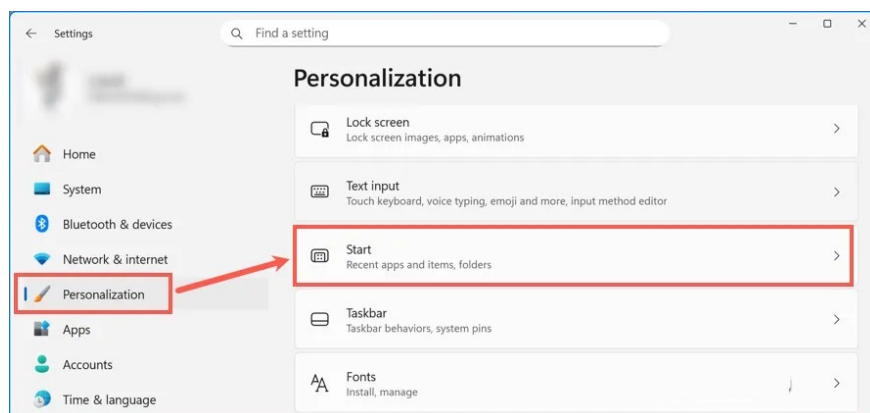 Settings
Find a setting
Home
System
Bluetooth & devices
Network & internet
Personalization
Apps
Accounts
Time & language
Personalization
Lock screen
Lock screen images, apps, animations
Text input
Touch keyboard, voice typing, emoji and more, input method editor
Start
Recent apps and items, folders
Taskbar
Taskbar behaviors, system pins
Fonts
Install, manage